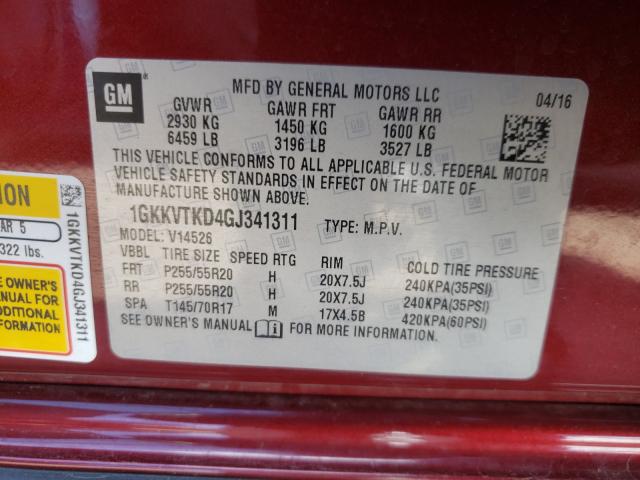 GM
MFD BY GENERAL MOTORS LLC
04/16
GVWR GAWR FRT GAWR RR
2930 KG 1450 KG 1600 KG
6459 LB 3196 LB 3527 LB
THIS VEHICLE CONFORMS TO ALL APPLICABLE U.S. FEDERAL MOTOR
VEHICLE SAFETY STANDARDS IN EFFECT ON THE DATE OF
MANUFACTURE SHOWN ABOVE.
1GKKVTKD4GJ341311 TYPE: M.P.V.
MODEL: V14526
VBBL TIRE SIZE SPEED RTG RIM COLD TIRE PRESSURE
FRT P255/55R20 H 20X7.5J 240KPA(35PSI)
RR P255/55R20 H 20X7.5J 240KPA(35PSI)
SPA T145/70R17 M 17X4.5B 420KPA(60PSI)
SEE OWNER'S MANUAL i FOR MORE INFORMATION.
5
322 lbs.
OWNER'S
FOR
1GKKVTKD4GJ341311